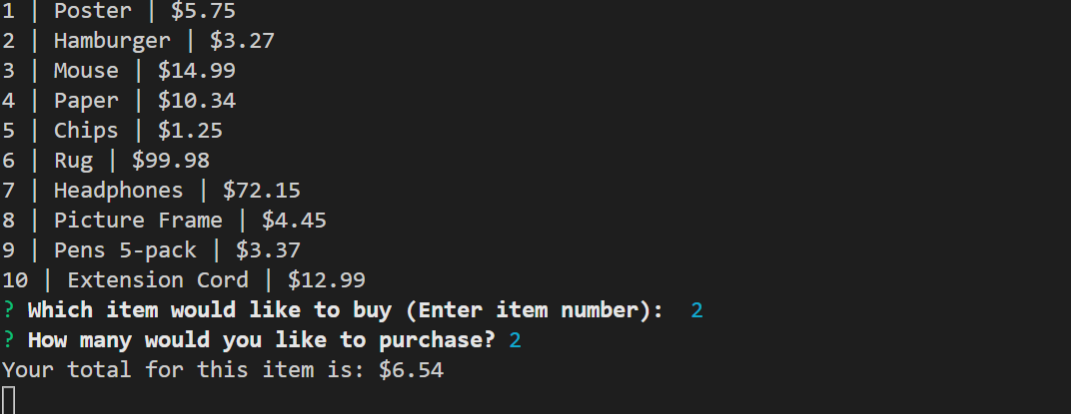 1 | Poster | $5.75
2 | Hamburger | $3.27
3 | Mouse | $14.99
4 | Paper | $10.34
5 | Chips | $1.25
6 | Rug | $99.98
7 | Headphones | $72.15
8 | Picture Frame | $4.45
9 | Pens 5-pack | $3.37
10 | Extension Cord | $12.99
? Which item would like to buy (Enter item number):  2
? How many would you like to purchase? 2
Your total for this item is: $6.54